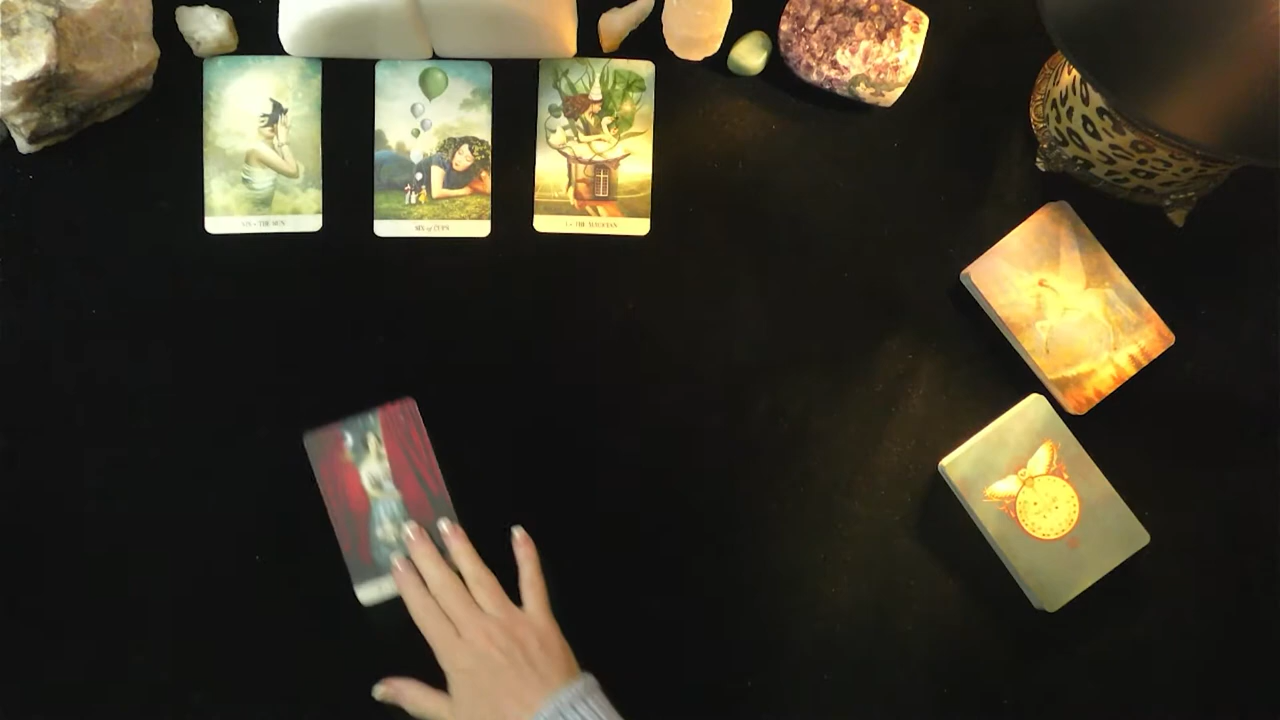 XIX • THE SUN
SIX of CUPS
I • THE MAGICIAN